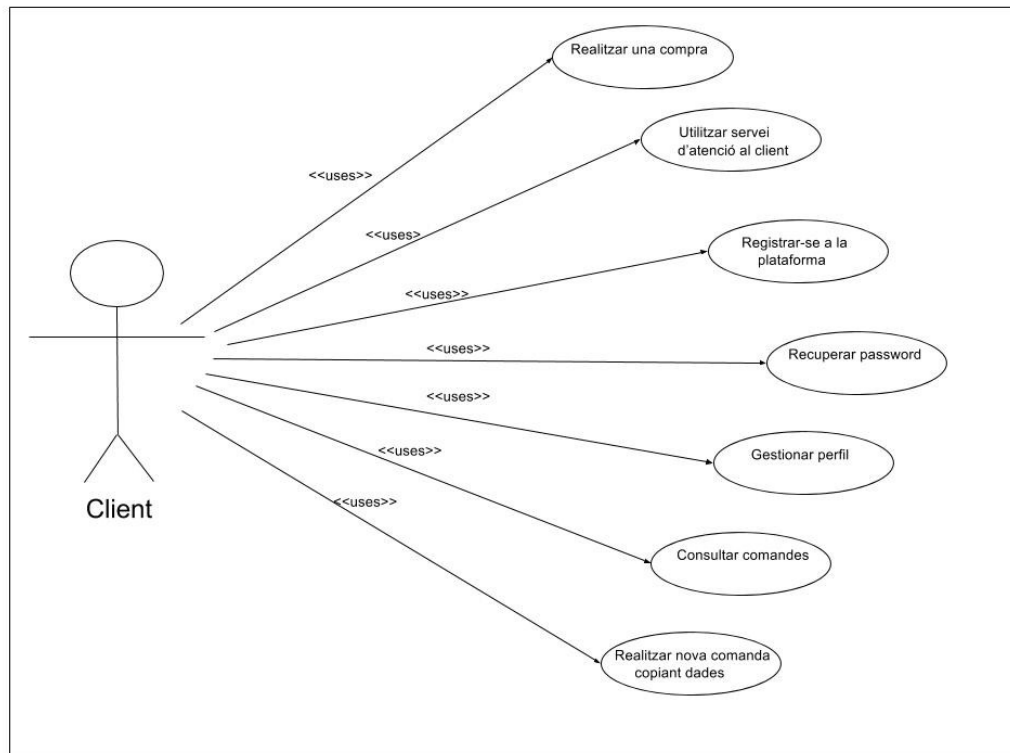 Realitzar una compra
<<uses>>
Utilitzar servei
d'atenció al client
<<uses>
Registrar-se a la
plataforma
<<uses>>
Recuperar password
<<uses>>
Gestionar perfil
<<uses>>
Consultar comandes
<<uses>>
Realitzar nova comanda
copiant dades
<<uses>>
Client